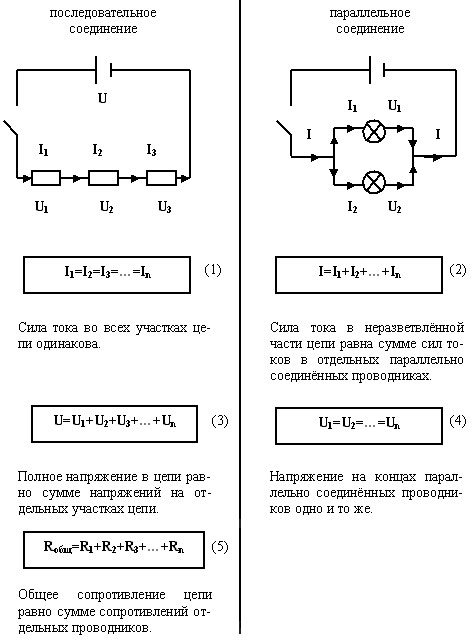 последовательное
соединение
U
I₁ I₂ I₃
U₁ U₂ U₃
I₁=I₂=I₃=…=Iₙ (1)
Сила тока во всех участках це-
пи одинакова.
U=U₁+U₂+U₃+…+Uₙ (3)
Полное напряжение в цепи рав-
но сумме напряжений на от-
дельных участках цепи.
Rобщ=R₁+R₂+R₃+…+Rₙ (5)
Общее сопротивление цепи
равно сумме сопротивлений от-
дельных проводников.
параллельное
соединение
I₁ U₁
I I
I₂ U₂
I=I₁+I₂+…+Iₙ (2)
Сила тока в неразветвлённой
части цепи равна сумме сил то-
ков в отдельных параллельно
соединённых проводниках.
U₁=U₂=…=Uₙ (4)
Напряжение на концах парал-
лельно соединённых проводни-
ков одно и то же.